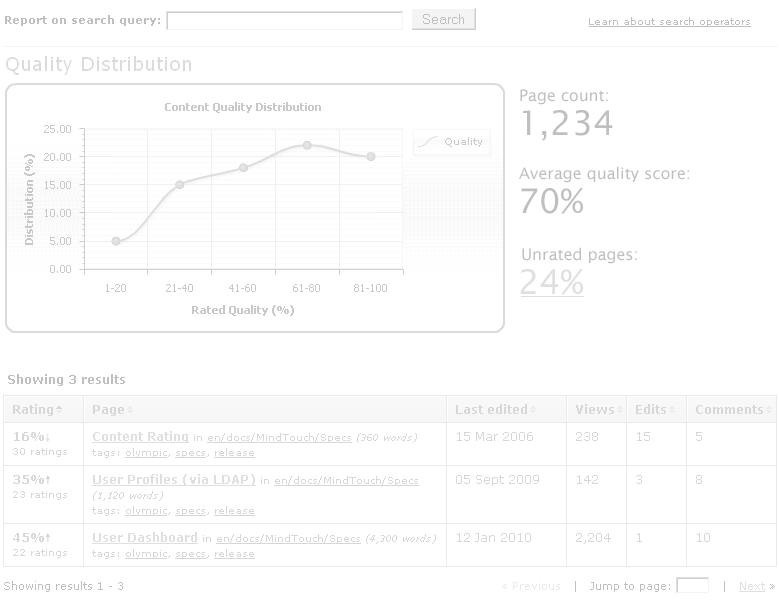 Report on search query: Search Learn about search operators
Quality Distribution
Content Quality Distribution
25.00
20.00
15.00
10.00
5.00
0.00
Distribution (%)
1-20 21-40 41-60 61-80 81-100
Rated Quality (%)
Quality
Page count:
1,234
Average quality score:
70%
Unrated pages:
24%
Showing 3 results
Rating Page Last edited Views Edits Comments
16%↓ Content Rating in en/docs/MindTouch/Specs (360 words) 15 Mar 2006 238 15 5
30 ratings tags: olympic, specs, release
35%↑ User Profiles (via LDAP) in en/docs/MindTouch/Specs 05 Sept 2009 142 3 8
23 ratings (1,120 words)
tags: olympic, specs, release
45%↑ User Dashboard in en/docs/MindTouch/Specs (4,300 words) 12 Jan 2010 2,204 1 10
22 ratings tags: olympic, specs, release
Showing results 1 - 3 « Previous | Jump to page: | Next »